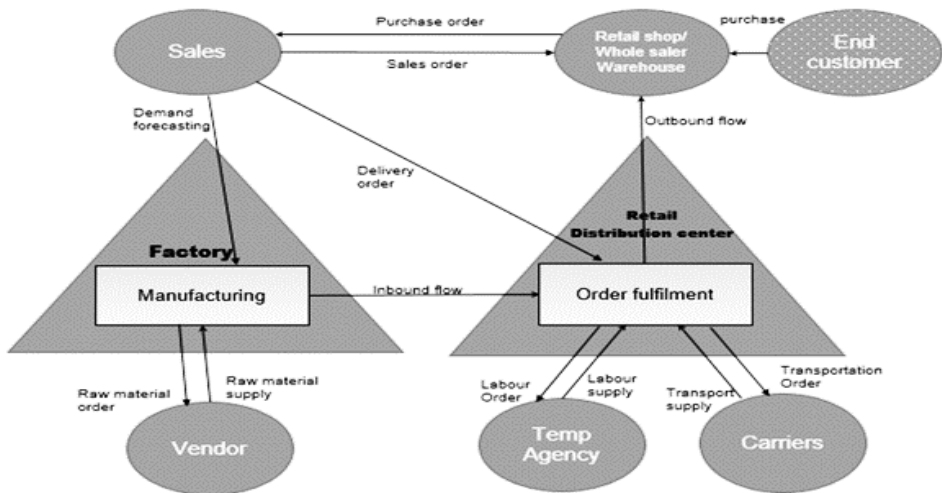 Purchase order
Sales
Sales order
Retail shop/
Whole saler
Warehouse
purchase
End
customer
Demand
forecasting
Delivery
order
Outbound flow
Factory
Manufacturing
Inbound flow
Retail
Distribution center
Order fulfilment
Raw material
order
Raw material
supply
Vendor
Labour
Order
Labour
supply
Temp
Agency
Transport
supply
Transportation
Order
Carriers